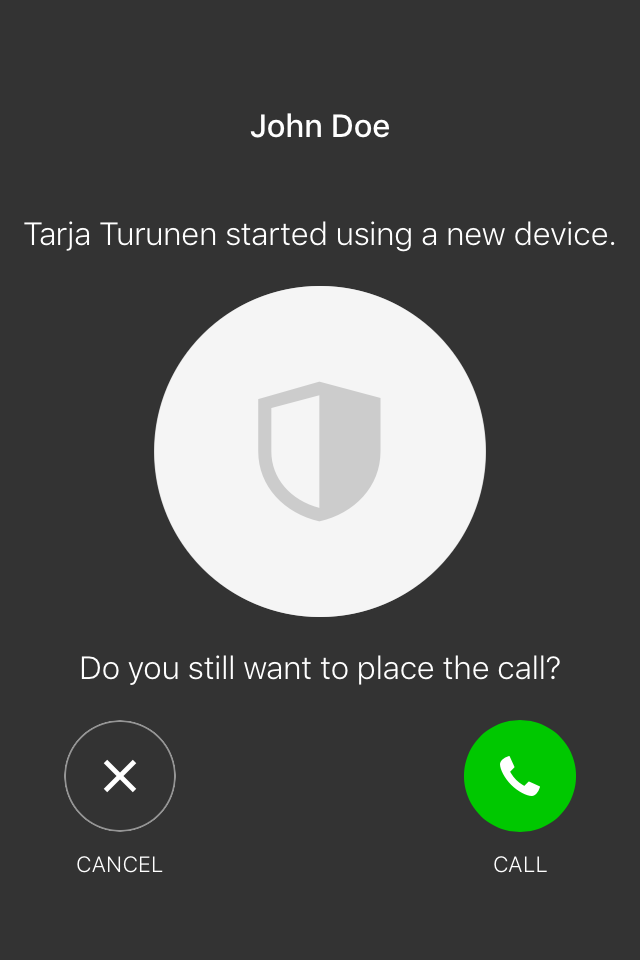 John Doe
Tarja Turunen started using a new device.
Do you still want to place the call?
CANCEL
CALL